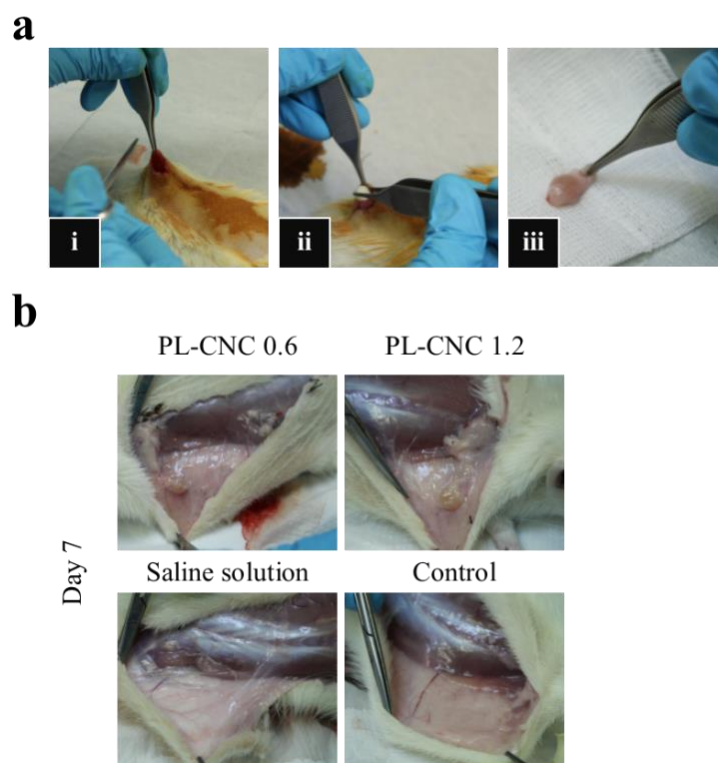 a
i
ii
iii
b
PL-CNC 0.6
PL-CNC 1.2
Day 7
Saline solution
Control